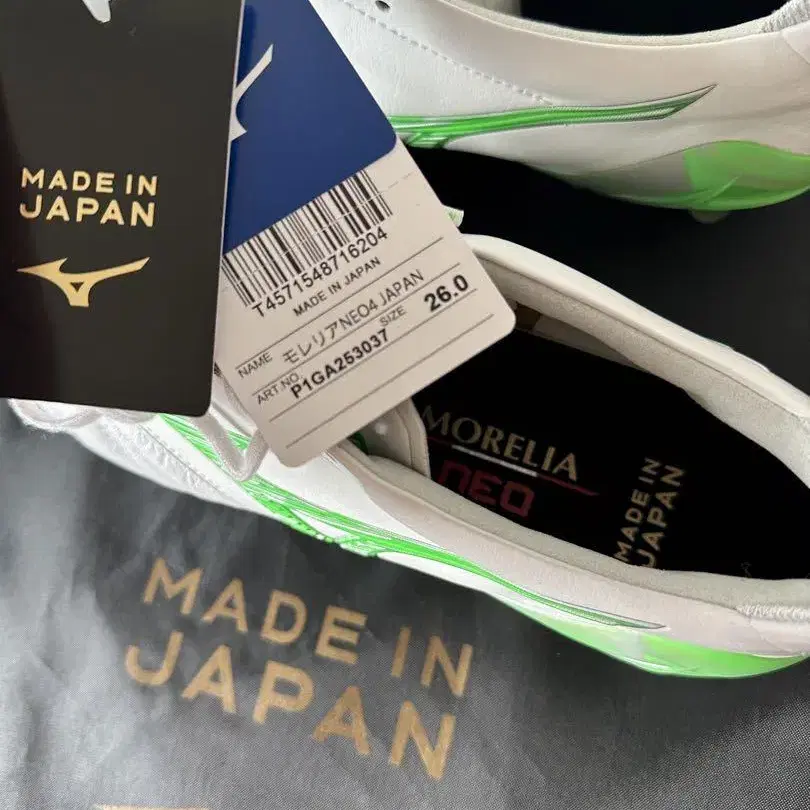 MADE IN
JAPAN
T4571548716204
MADE IN JAPAN
NAME モレリアNEO4 JAPAN
ART.NO. P1GA253037 SIZE 26.0
MORELIA
NEO
MADE IN
JAPAN
MADE IN
JAPAN